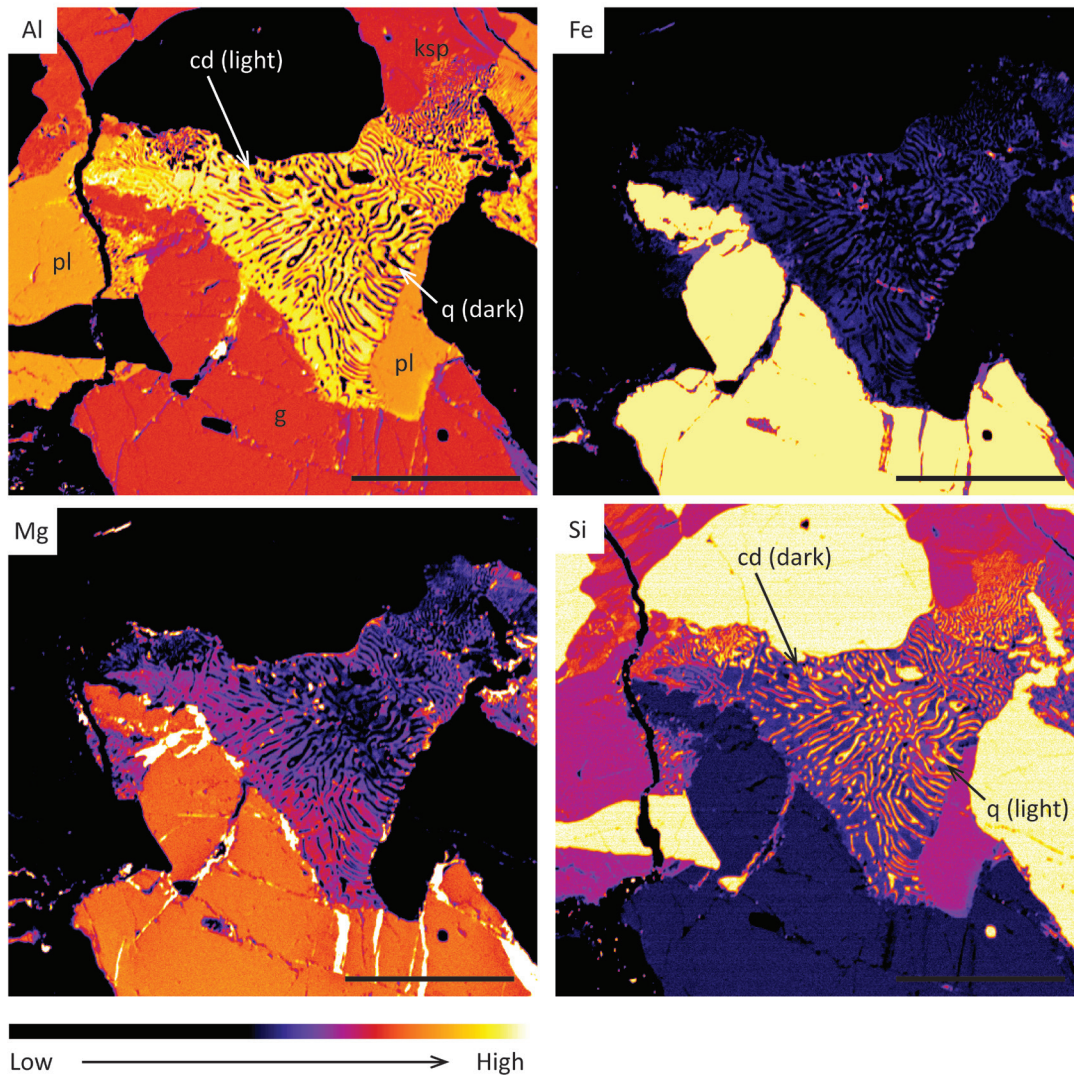 Al
ksp
cd (light)
pl
q (dark)
pl
g
Fe
Mg
Si
cd (dark)
q (light)
Low
High